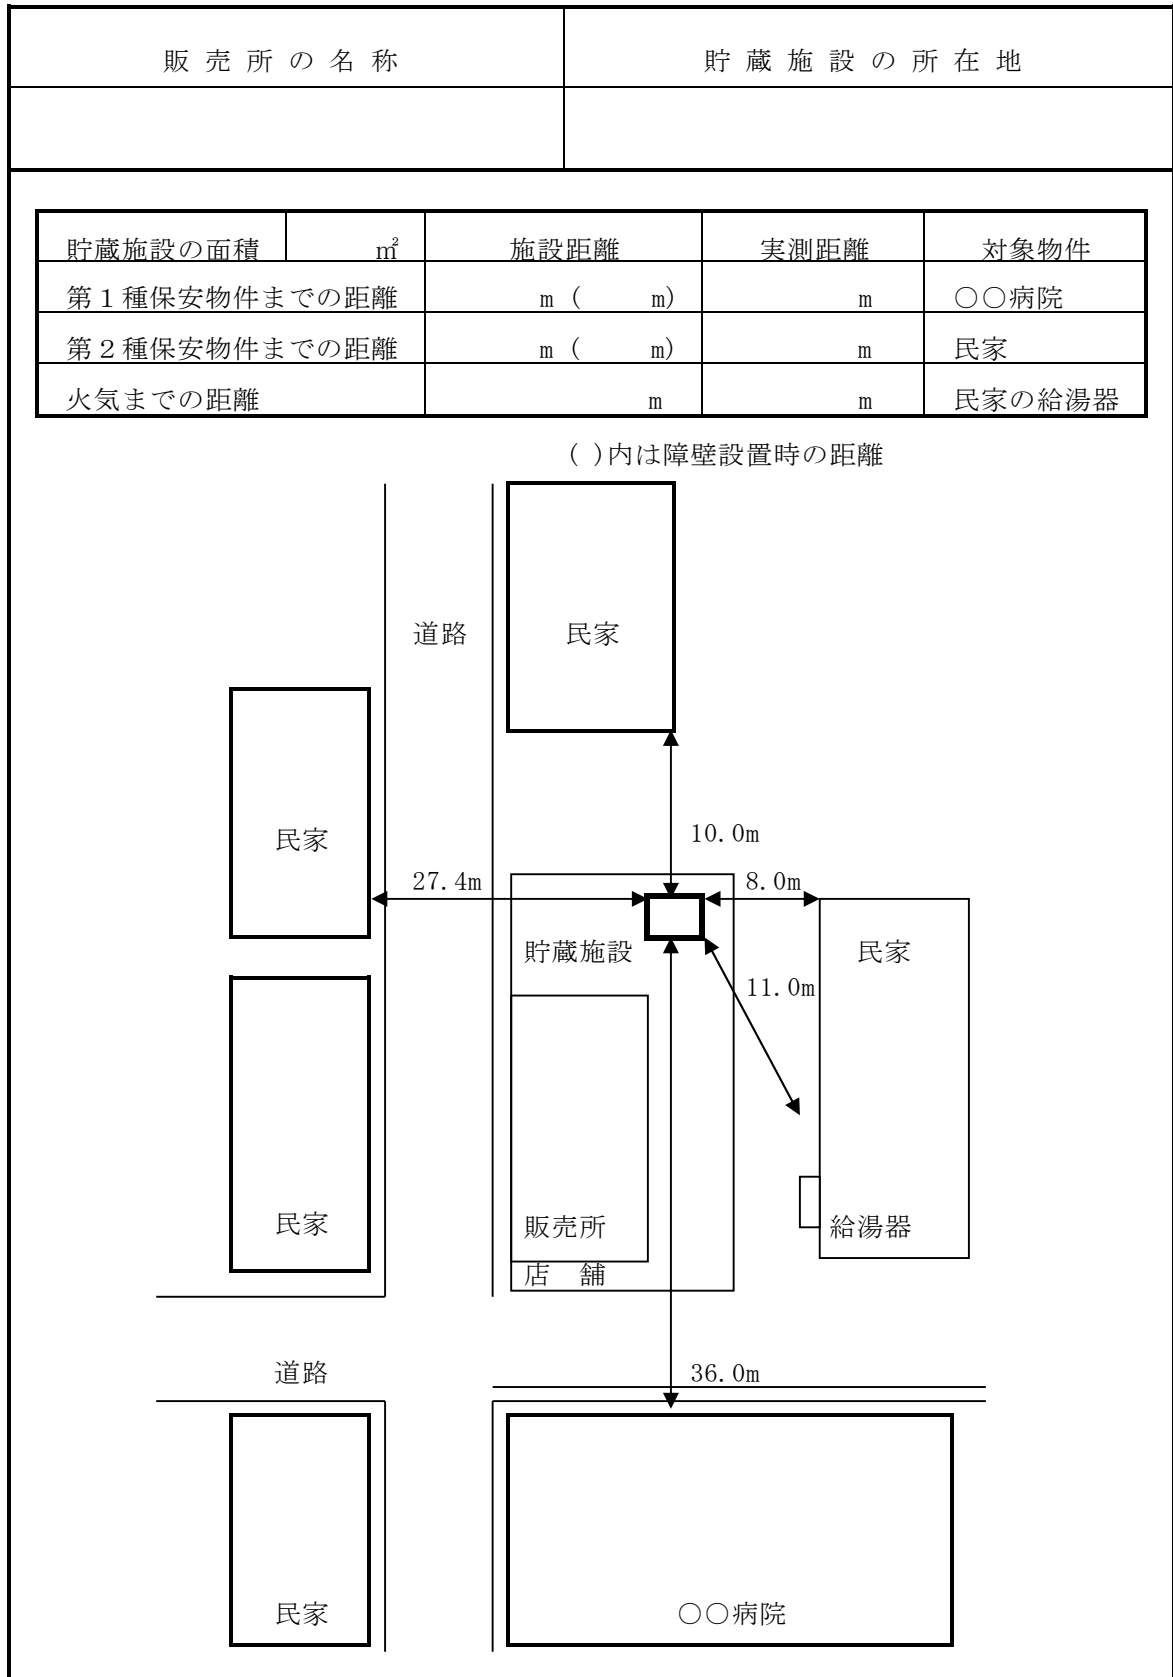 販売所の名称 貯蔵施設の所在地
貯蔵施設の面積 ㎡ 施設距離 実測距離 対象物件
第1種保安物件までの距離 m ( m) m 〇〇病院
第2種保安物件までの距離 m ( m) m 民家
火気までの距離 m m 民家の給湯器
( )内は障壁設置時の距離
道路 民家
民家 10.0m
27.4m 8.0m
貯蔵施設 民家
11.0m
民家 販売所 給湯器
店 舗
道路 36.0m
民家 〇〇病院